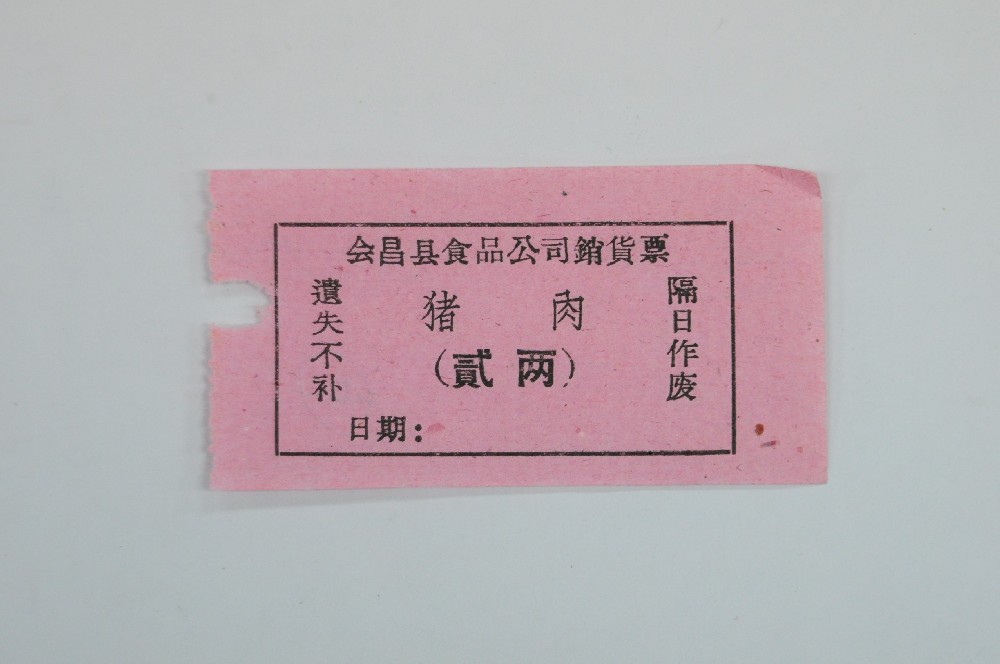 会昌县食品公司銷貨票
遺失不补
猪 肉
(貳两)
隔日作废
日期: